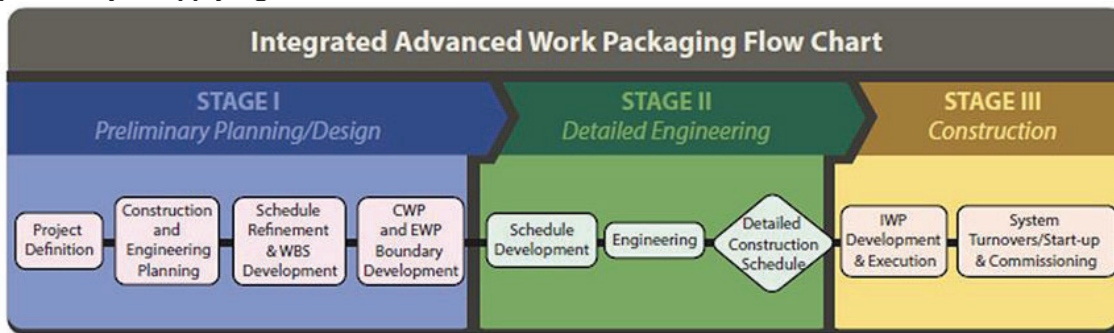 Integrated Advanced Work Packaging Flow Chart
STAGE I
Preliminary Planning/Design
STAGE II
Detailed Engineering
STAGE III
Construction
Project
Definition
Construction
and
Engineering
Planning
Schedule
Refinement
& WBS
Development
CWP
and EWP
Boundary
Development
Schedule
Development
Engineering
Detailed
Construction
Schedule
IWP
Development
& Execution
System
Turnovers/Start-up
& Commissioning